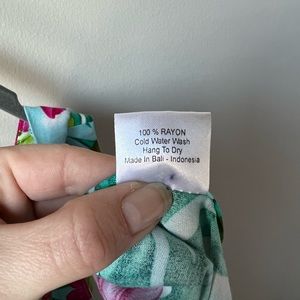 100 % RAYON
Cold Water Wash
Hang To Dry
Made In Bali - Indonesia